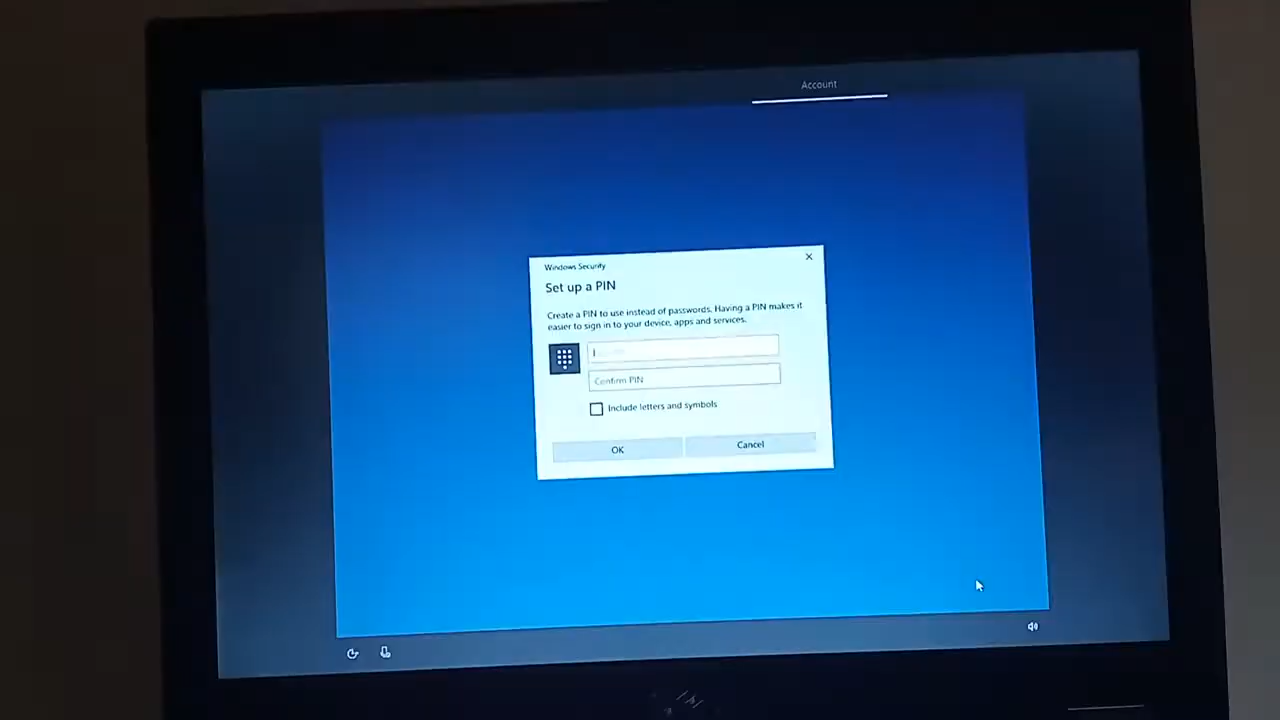 Account
Windows Security
Set up a PIN
Create a PIN to use instead of passwords. Having a PIN makes it
easier to sign in to your device, apps and services.
Confirm PIN
Include letters and symbols
OK
Cancel